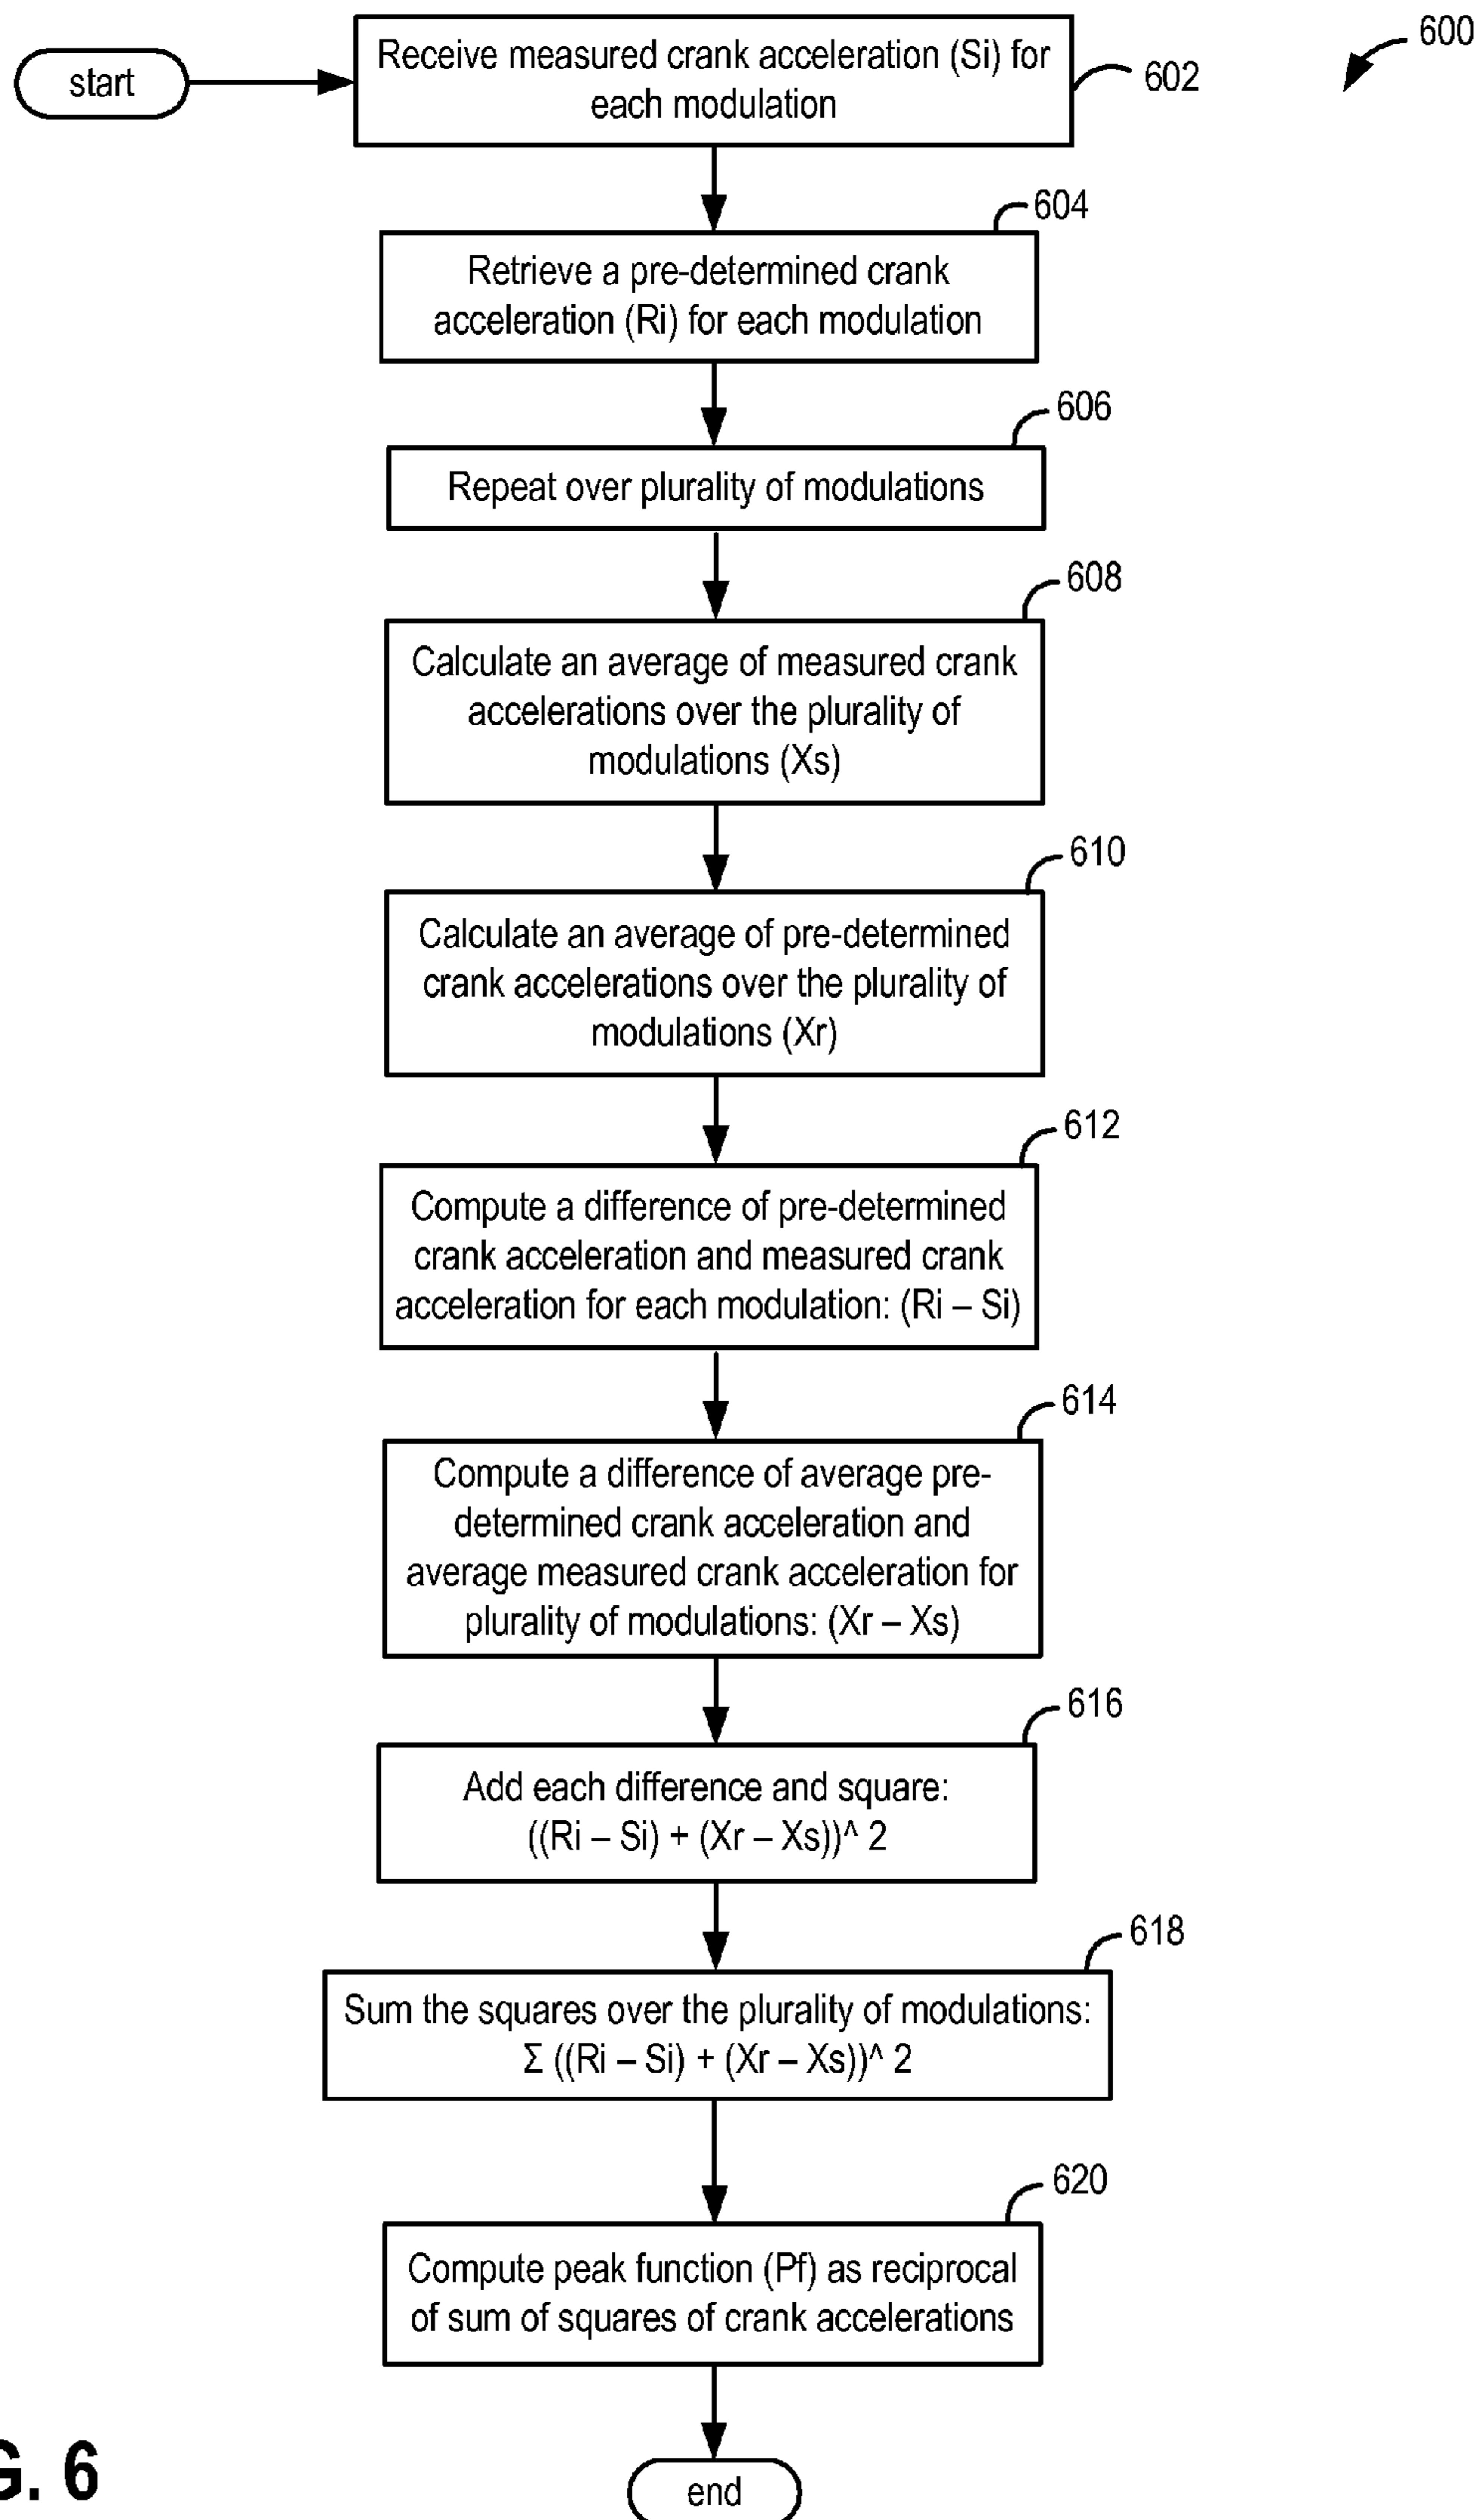 600
start
Receive measured crank acceleration (Si) for
each modulation
602
604
Retrieve a pre-determined crank
acceleration (Ri) for each modulation
606
Repeat over plurality of modulations
608
Calculate an average of measured crank
accelerations over the plurality of
modulations (Xs)
610
Calculate an average of pre-determined
crank accelerations over the plurality of
modulations (Xr)
612
Compute a difference of pre-determined
crank acceleration and measured crank
acceleration for each modulation: (Ri – Si)
614
Compute a difference of average pre-
determined crank acceleration and
average measured crank acceleration for
plurality of modulations: (Xr – Xs)
616
Add each difference and square:
((Ri – Si) + (Xr – Xs))^ 2
618
Sum the squares over the plurality of modulations:
Σ ((Ri – Si) + (Xr – Xs))^ 2
620
Compute peak function (Pf) as reciprocal
of sum of squares of crank accelerations
end
G. 6